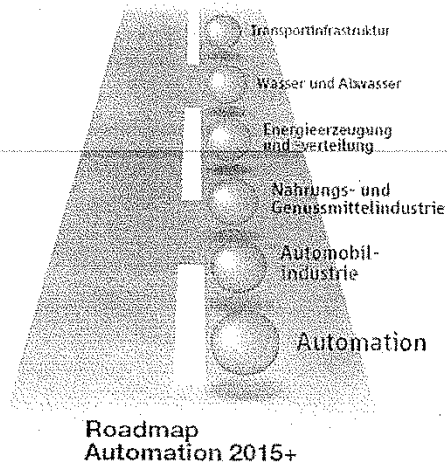 Transportinfrastruktur
Wasser und Abwasser
Energieerzeugung
und -verteilung
Nahrungs- und
Genussmittelindustrie
Automobil-
industrie
Automation
Roadmap
Automation 2015+